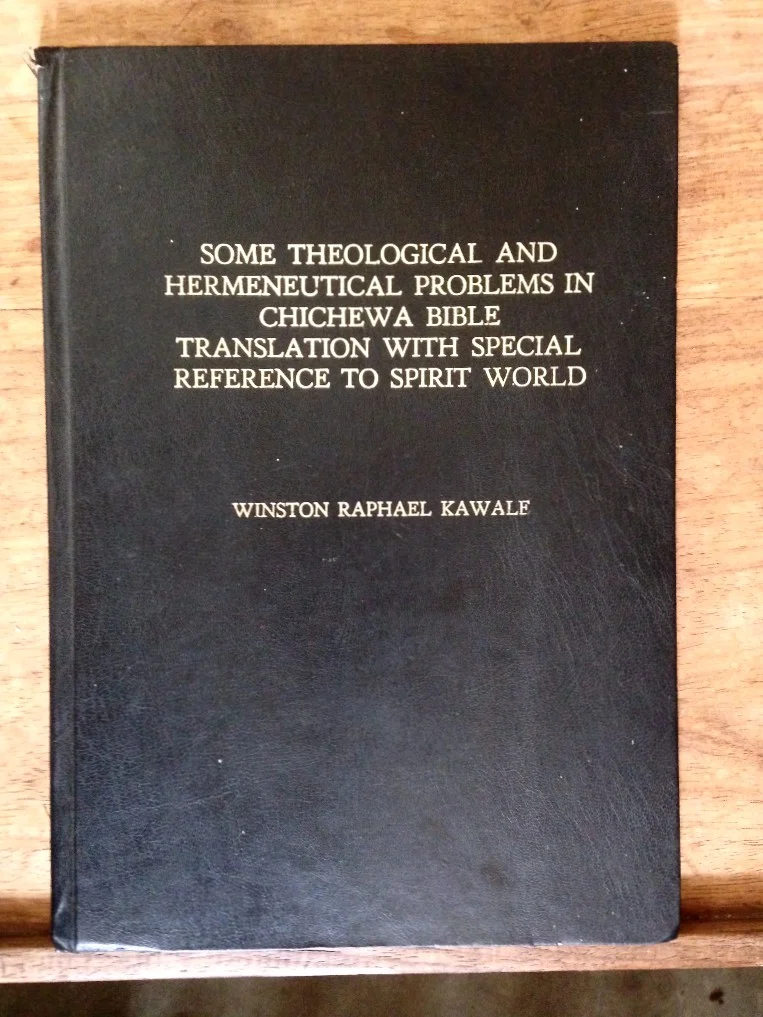 SOME THEOLOGICAL AND
HERMENEUTICAL PROBLEMS IN
CHICHEWA BIBLE
TRANSLATION WITH SPECIAL
REFERENCE TO SPIRIT WORLD
WINSTON RAPHAEL KAWALE